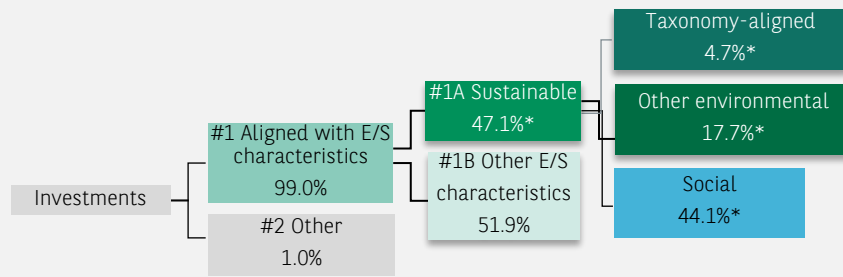 Investments
#1 Aligned with E/S
characteristics
99.0%
#2 Other
1.0%
#1A Sustainable
47.1%*
#1B Other E/S
characteristics
51.9%
Taxonomy-aligned
4.7%*
Other environmental
17.7%*
Social
44.1%*